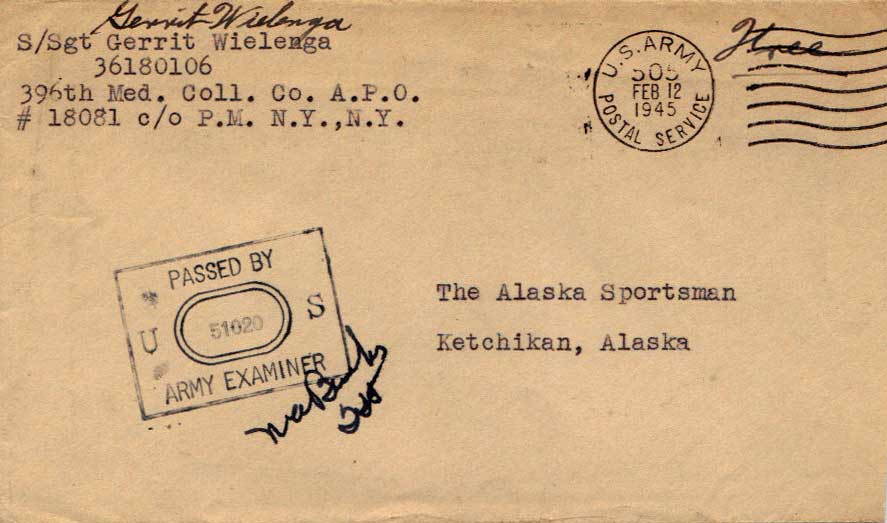 Gerrit Wielenga
S/Sgt Gerrit Wielenga
36180106
396th Med. Coll. Co. A.P.O.
# 18081 c/o P.M. N.Y.,N.Y.
U.S. ARMY
505
FEB 12
1945
POSTAL SERVICE
Free
PASSED BY
U 51020 S
ARMY EXAMINER
The Alaska Sportsman
Ketchikan, Alaska